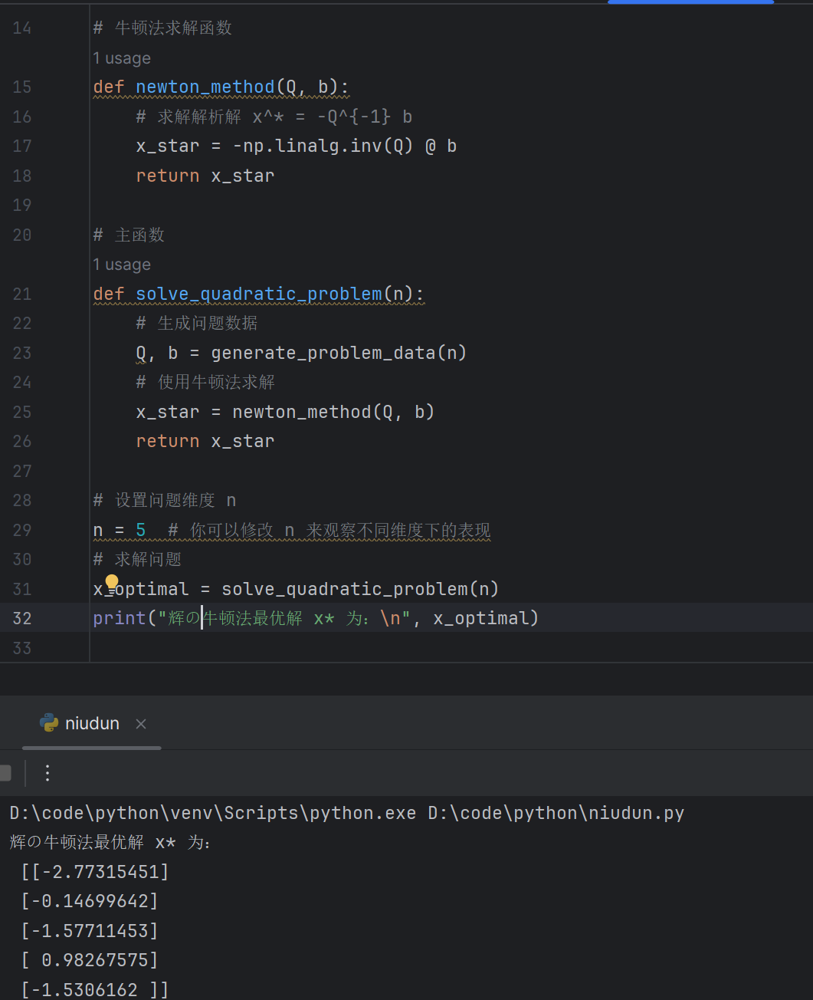 14 # 牛顿法求解函数
1 usage
15 def newton_method(Q, b):
16 # 求解解析解 x^* = -Q^{-1} b
17 x_star = -np.linalg.inv(Q) @ b
18 return x_star
19
20 # 主函数
1 usage
21 def solve_quadratic_problem(n):
22 # 生成问题数据
23 Q, b = generate_problem_data(n)
24 # 使用牛顿法求解
25 x_star = newton_method(Q, b)
26 return x_star
27
28 # 设置问题维度 n
29 n = 5  # 你可以修改 n 来观察不同维度下的表现
30 # 求解问题
31 x_optimal = solve_quadratic_problem(n)
32 print("辉の牛顿法最优解 x* 为：\n", x_optimal)
33
niudun
D:\code\python\venv\Scripts\python.exe D:\code\python\niudun.py
辉の牛顿法最优解 x* 为：
[[-2.77315451]
[-0.14699642]
[-1.57711453]
[ 0.98267575]
[-1.5306162 ]]